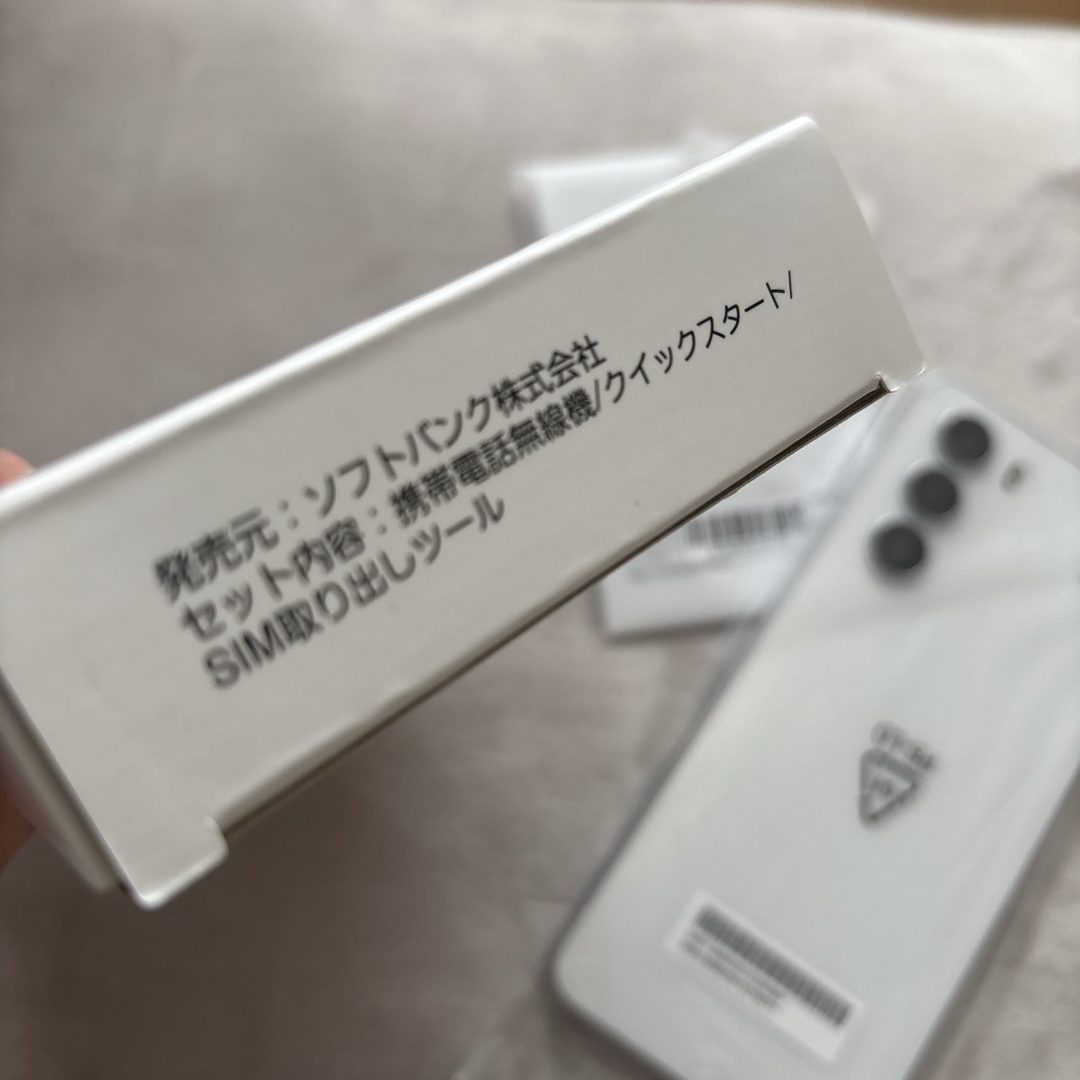 発売元：ソフトバンク株式会社
セット内容：携帯電話無線機/クイックスタート/
SIM取り出しツール